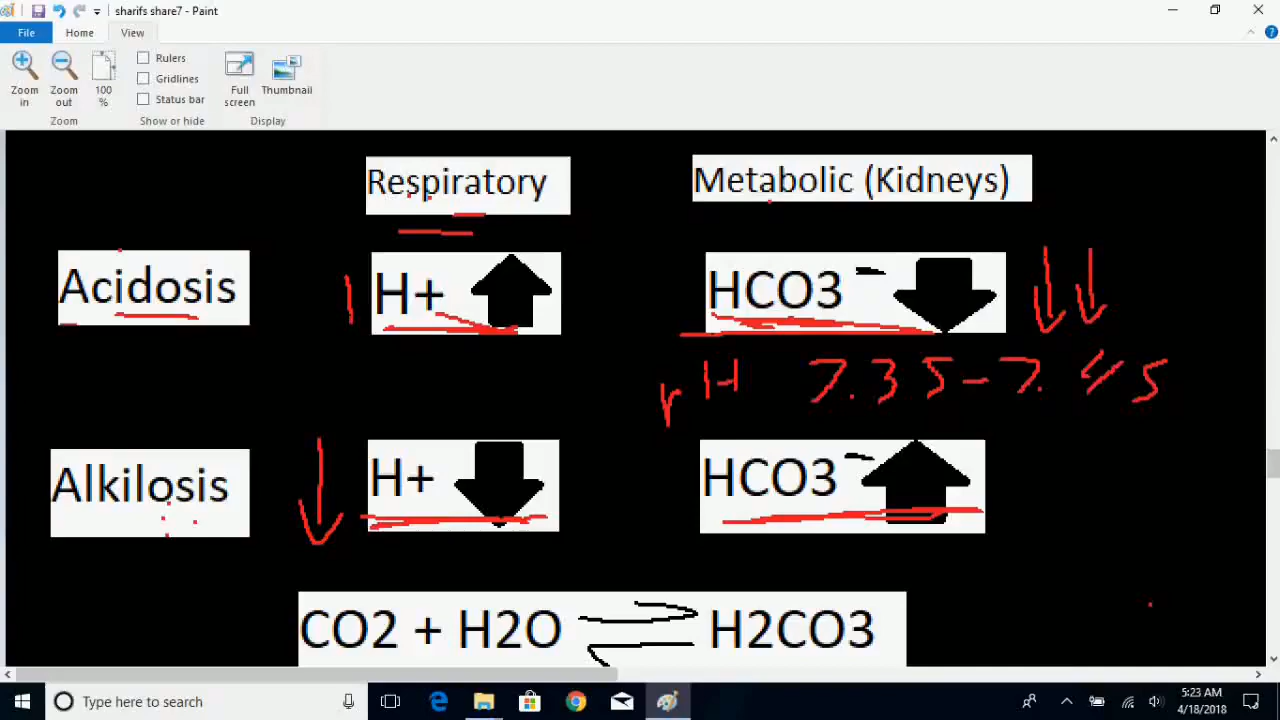 sharifs share7 - Paint
File Home View
Zoom in
Zoom out
100 %
Rulers
Gridlines
Status bar
Full screen
Thumbnail
Zoom
Show or hide
Display
Respiratory
Metabolic (Kidneys)
Acidosis
H+
HCO3⁻
7.35-7.45
Alkilosis
H+
HCO3⁻
CO2 + H2O
H2CO3
Type here to search
5:23 AM
4/18/2018